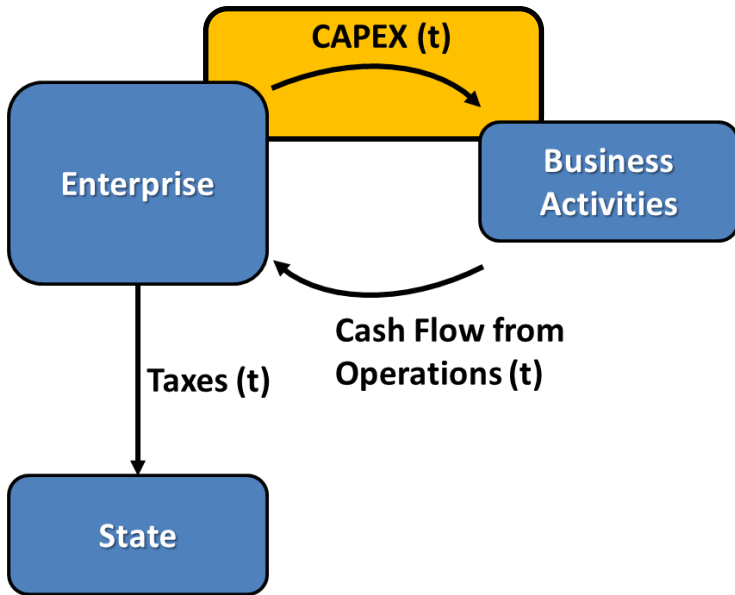 CAPEX (t)
Enterprise
Business
Activities
Cash Flow from
Operations (t)
Taxes (t)
State